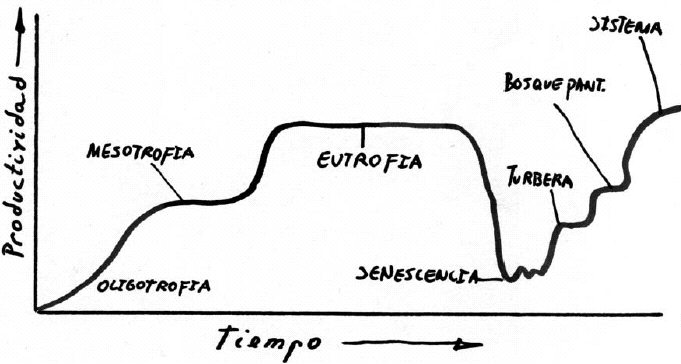 SISTEMA
BOSQUE PANT.
MESOTROFIA
EUTROFIA
TURBERA
OLIGOTROFIA
SENESCENCIA
Productividad
Tiempo